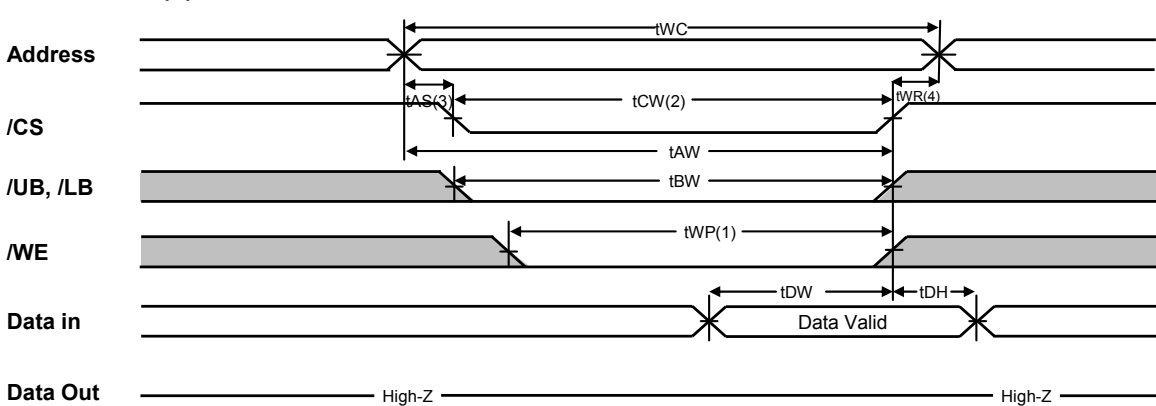 tWC
Address
tAS(3) tCW(2) tWR(4)
/CS
tAW
/UB, /LB tBW
/WE tWP(1)
tDW tDH
Data in Data Valid
Data Out High-Z High-Z